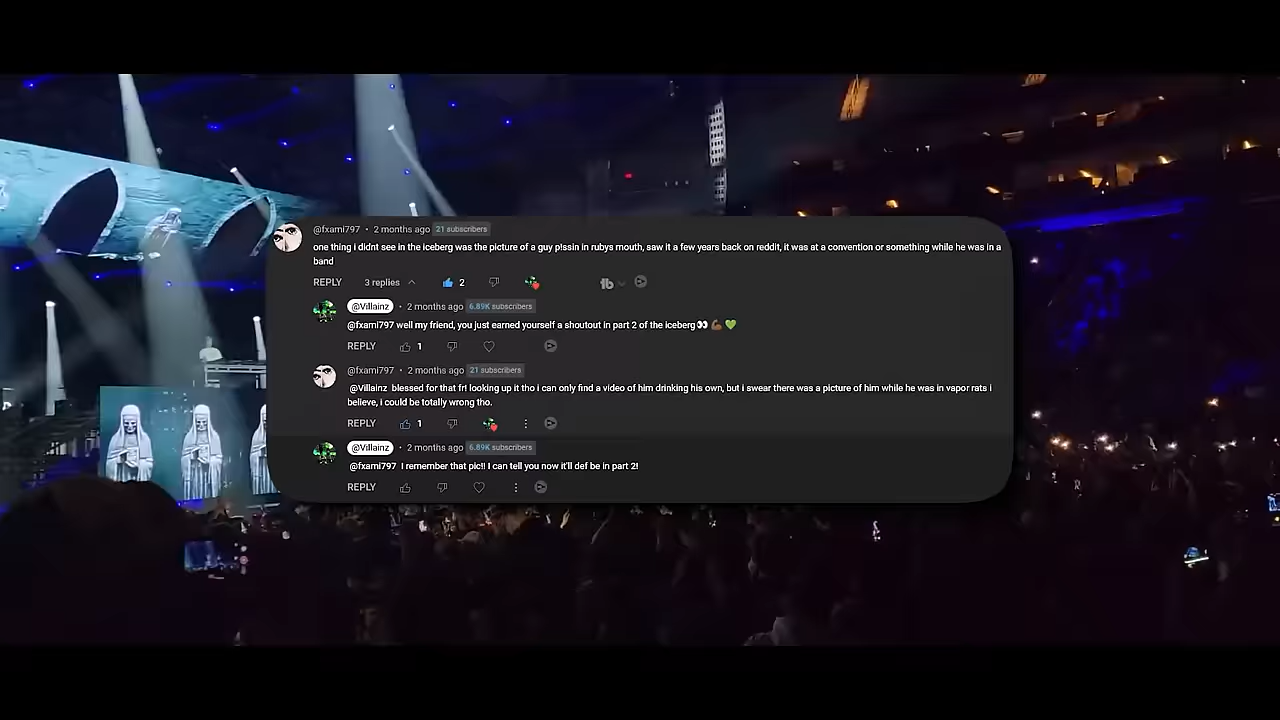 @fxami797 • 2 months ago 21 subscribers
one thing i didnt see in the iceberg was the picture of a guy pissin in rubys mouth, saw it a few years back on reddit, it was at a convention or something while he was in a
band
REPLY 3 replies 2
@Villainz • 2 months ago 6.89K subscribers
@fxami797 well my friend, you just earned yourself a shoutout in part 2 of the iceberg👀 💪🏾 💚
REPLY 1
@fxami797 • 2 months ago 21 subscribers
@Villainz blessed for that fr! looking up it tho i can only find a video of him drinking his own, but i swear there was a picture of him while he was in vapor rats i
believe, i could be totally wrong tho.
REPLY 1
@Villainz • 2 months ago 6.89K subscribers
@fxami797 I remember that pic!! I can tell you now it'll def be in part 2!
REPLY